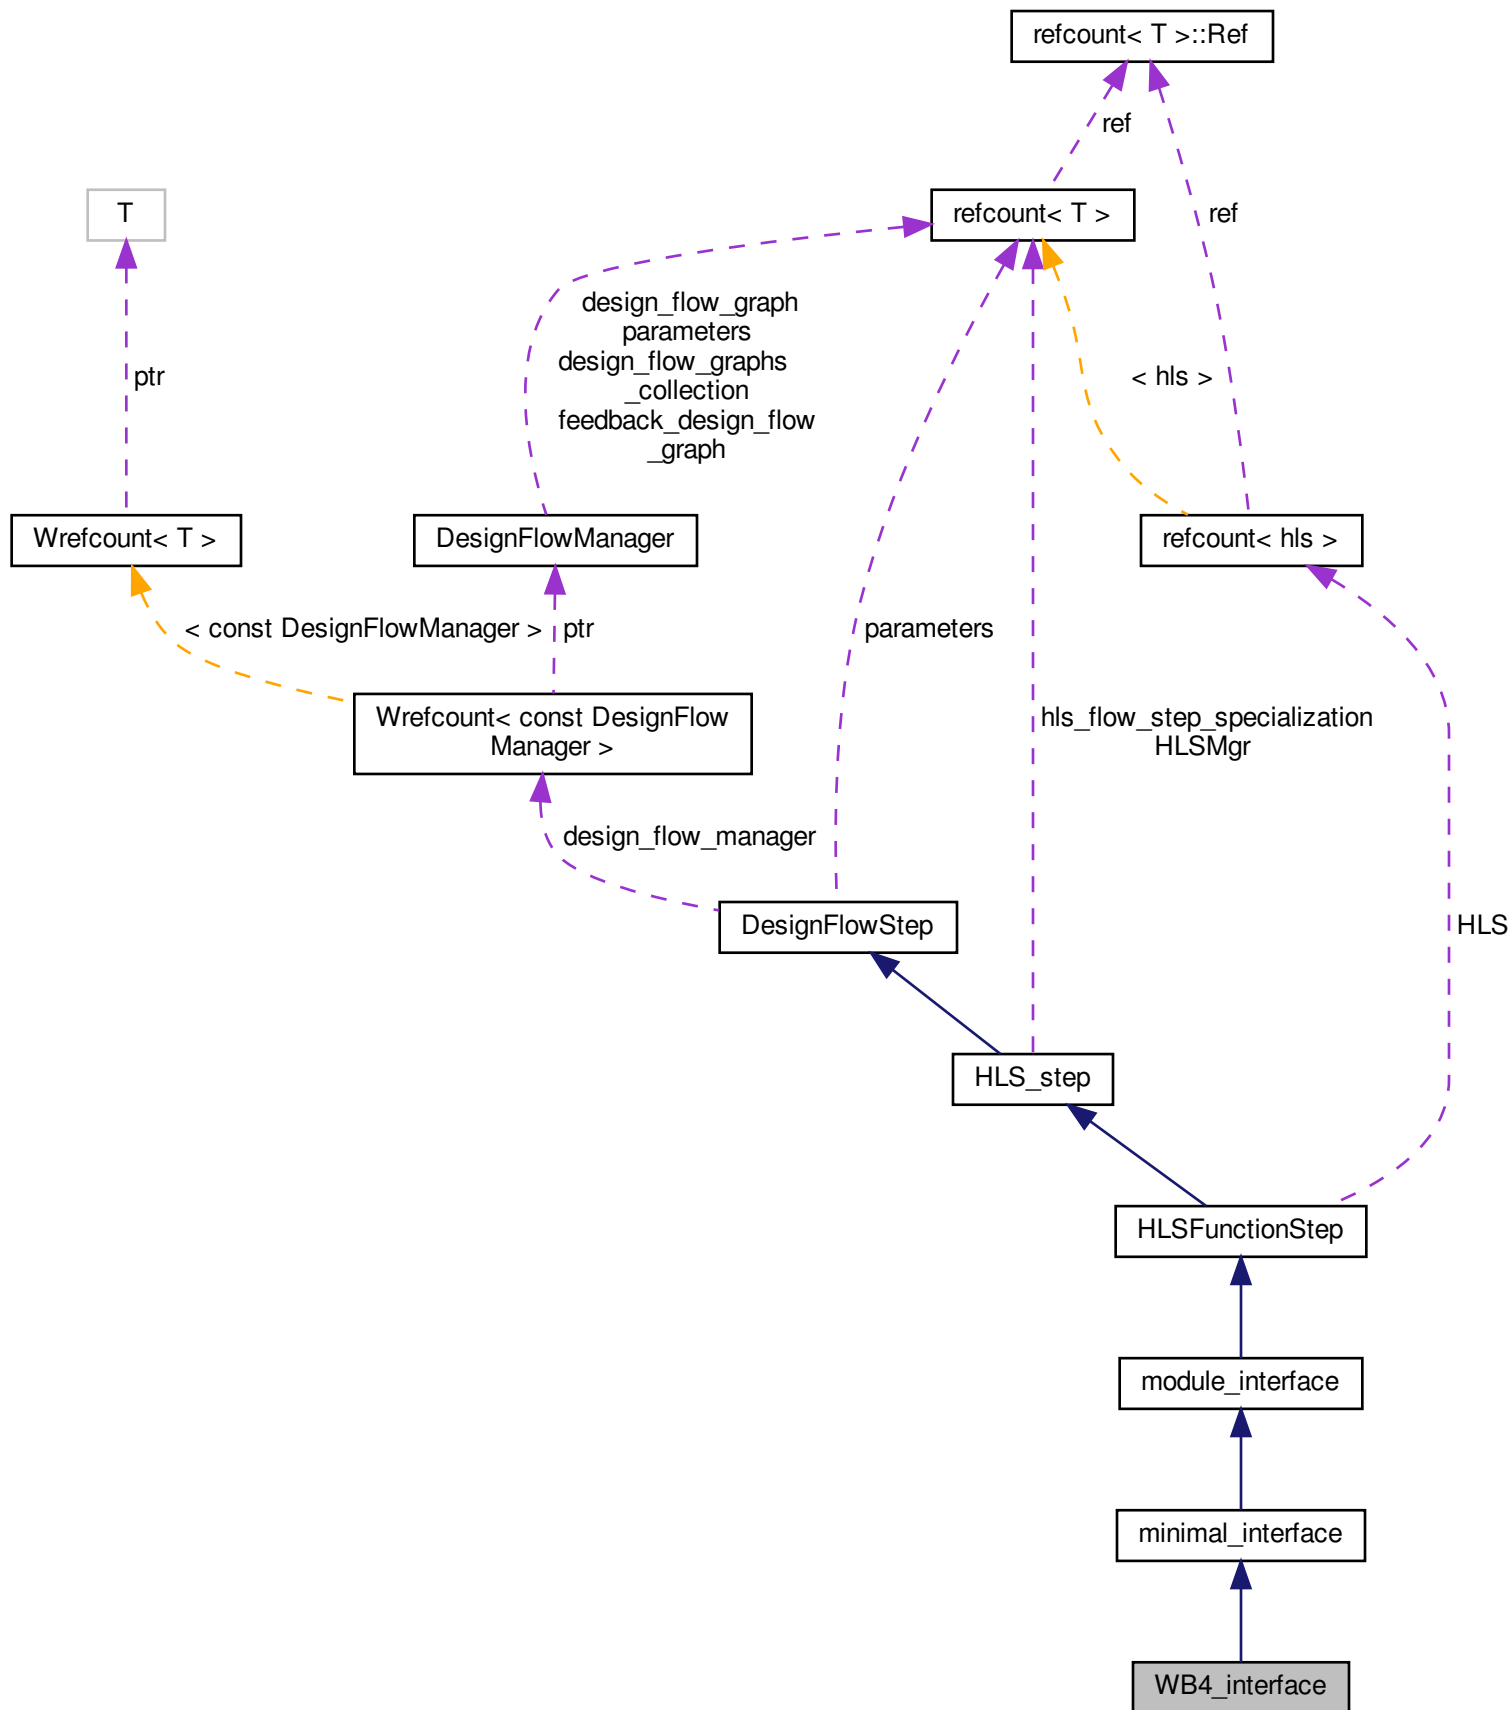 refcount< T >::Ref
ref
T
refcount< T >
ref
design_flow_graph
parameters
design_flow_graphs
_collection
feedback_design_flow
_graph
ptr
< hls >
Wrefcount< T >
DesignFlowManager
refcount< hls >
< const DesignFlowManager >
ptr
parameters
Wrefcount< const DesignFlow
Manager >
hls_flow_step_specialization
HLSMgr
design_flow_manager
DesignFlowStep
HLS
HLS_step
HLSFunctionStep
module_interface
minimal_interface
WB4_interface